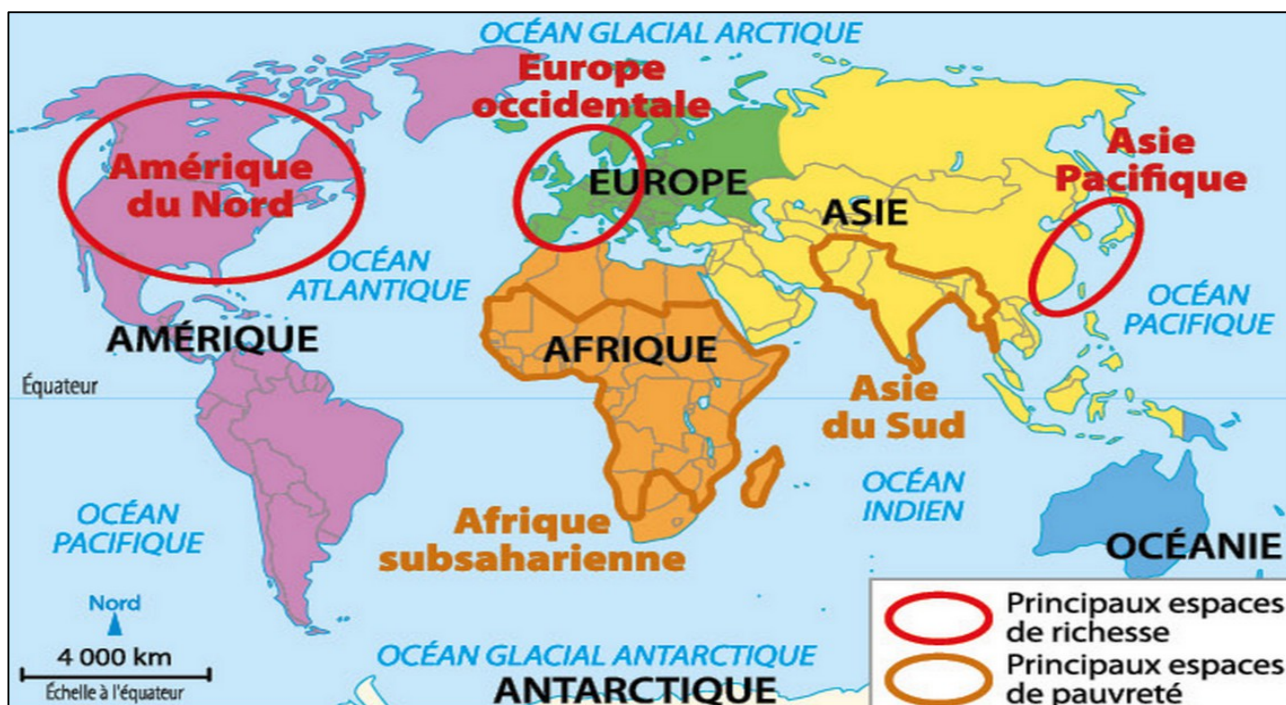 OCÉAN GLACIAL ARCTIQUE
Europe
occidentale
Amérique
du Nord
EUROPE
Asie
Pacifique
ASIE
OCÉAN
ATLANTIQUE
OCÉAN
PACIFIQUE
AMÉRIQUE
AFRIQUE
Équateur
Asie
du Sud
OCÉAN
PACIFIQUE
OCÉAN
INDIEN
Afrique
subsaharienne
OCÉANIE
Nord
4 000 km
Échelle à l'équateur
OCÉAN GLACIAL ANTARCTIQUE
ANTARCTIQUE
Principaux espaces
de richesse
Principaux espaces
de pauvreté